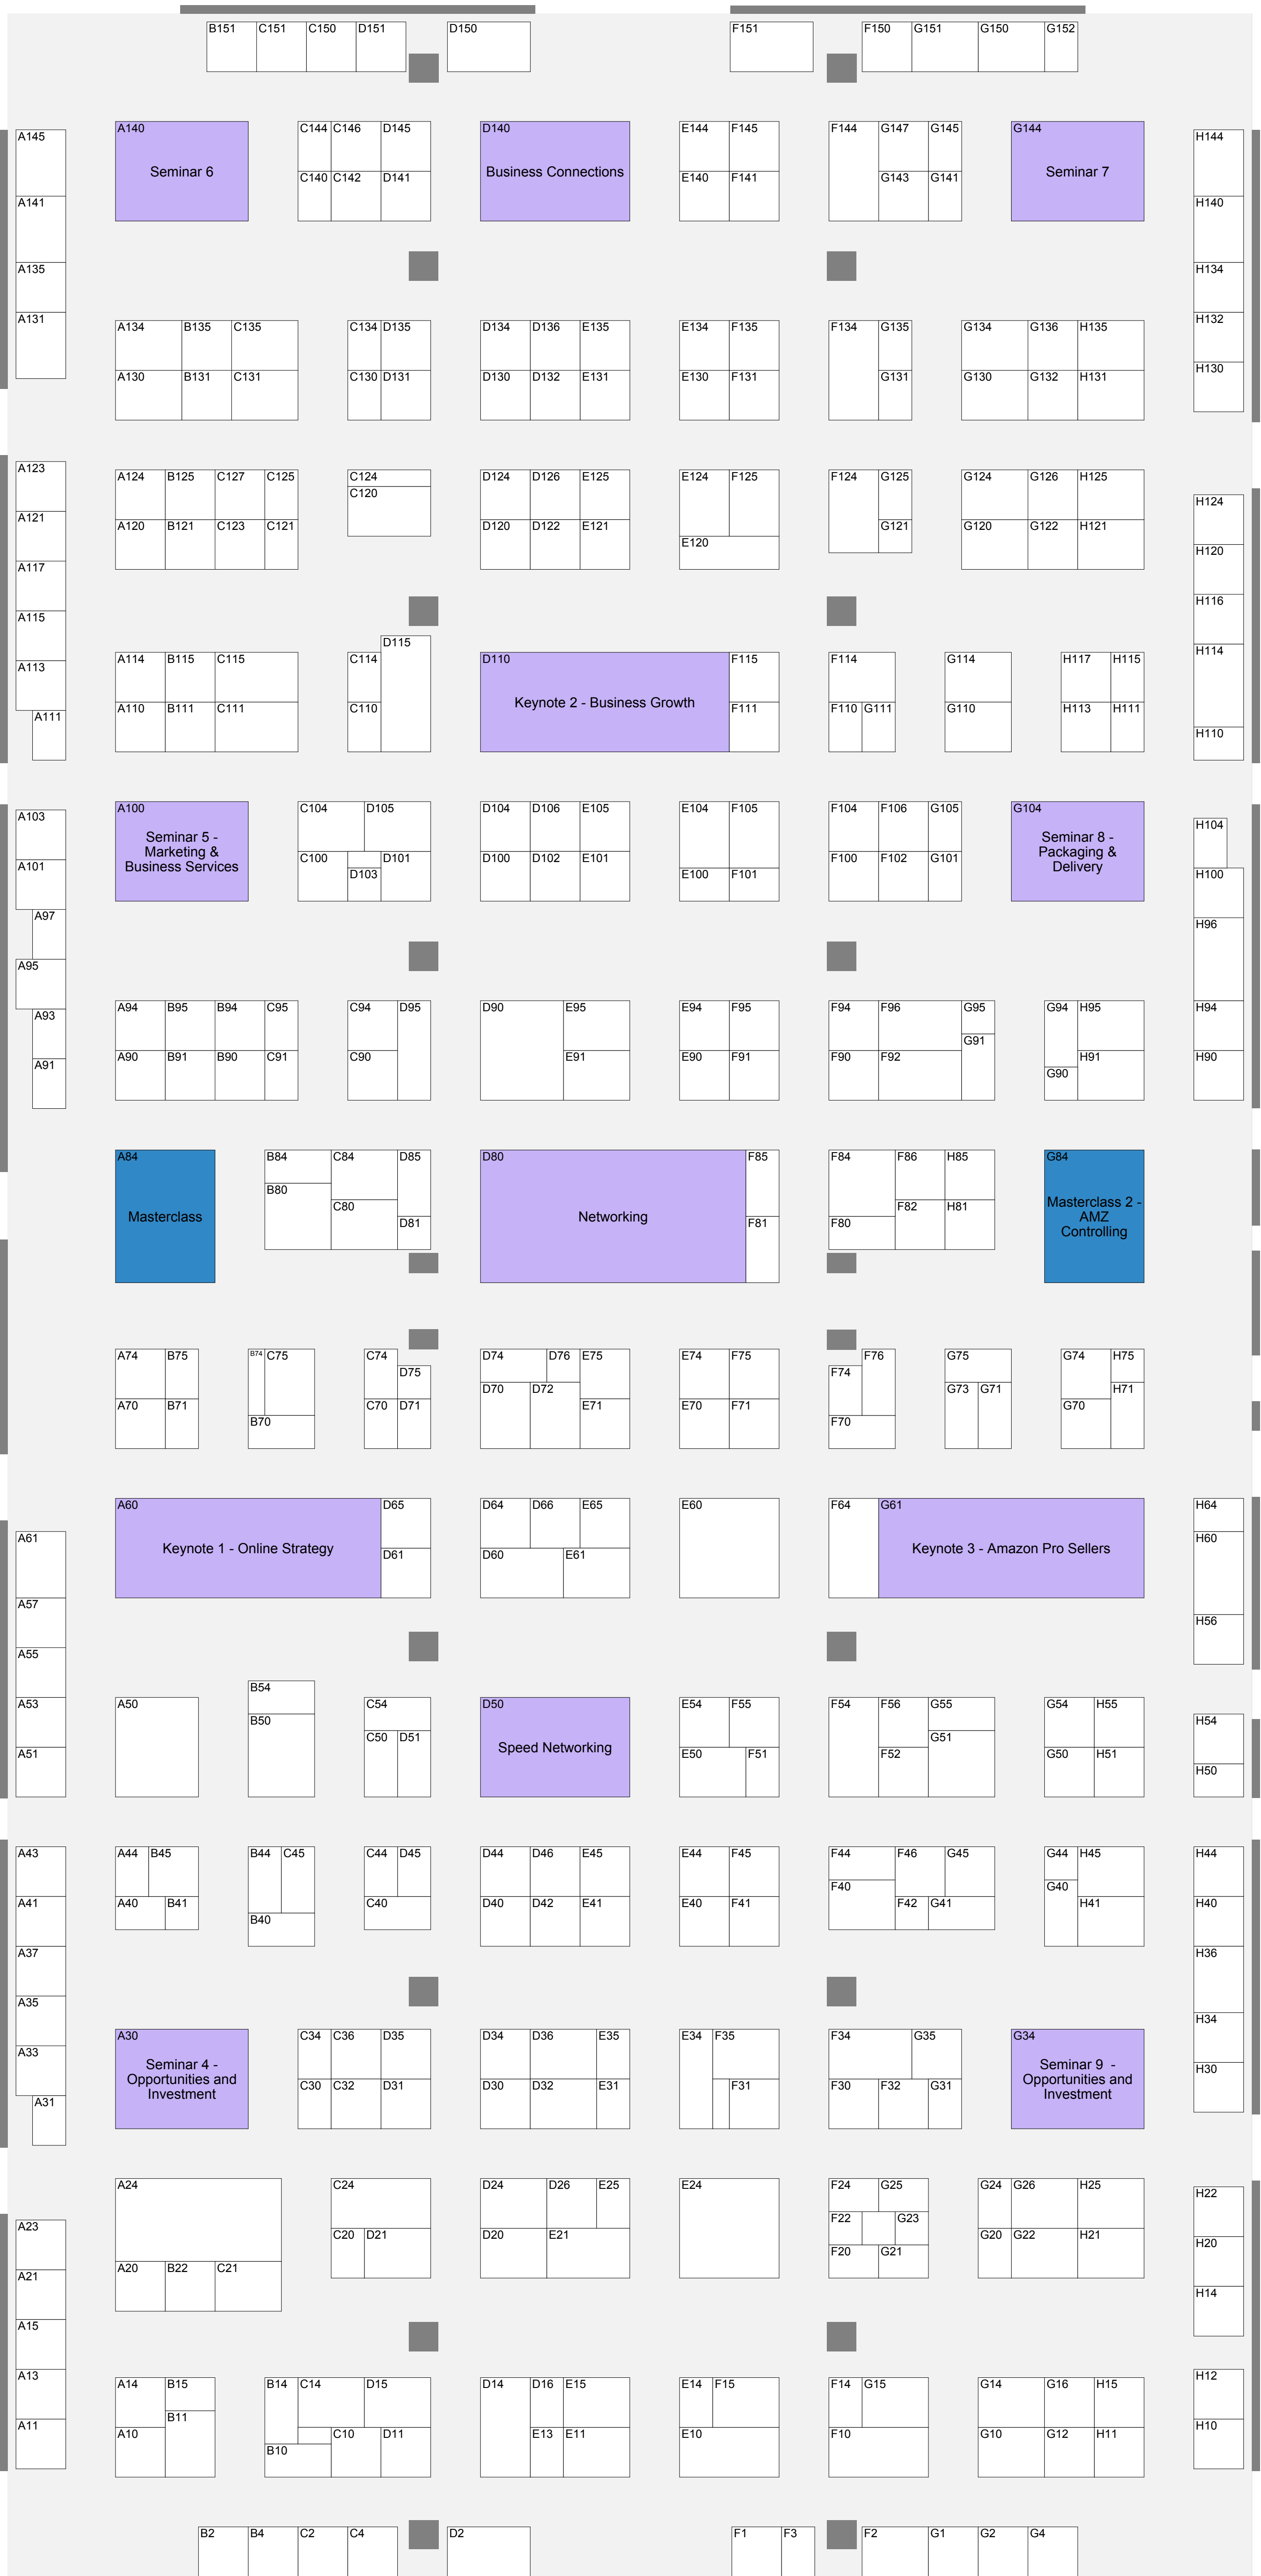 B151 C151 C150 D151 D150 F151 F150 G151 G150 G152
A145 A140 C144 C146 D145 D140 E144 F145 F144 G147 G145 G144 H144
Seminar 6 Business Connections Seminar 7
C140 C142 D141 E140 F141 G143 G141
A141 H140
A135 H134
A131 H132
A134 B135 C135 C134 D135 D134 D136 E135 E134 F135 F134 G135 G134 G136 H135
A130 B131 C131 C130 D131 D130 D132 E131 E130 F131 G131 G130 G132 H131 H130
A123 A124 B125 C127 C125 C124 D124 D126 E125 E124 F125 F124 G125 G124 G126 H125
C120
H124
A121 A120 B121 C123 C121 D120 D122 E121 G121 G120 G122 H121
E120 H120
A117 H116
A115
D115
H114
A113 A114 B115 C115 C114 D110 F115 F114 G114 H117 H115
Keynote 2 - Business Growth
A111 A110 B111 C111 C110 F111 F110 G111 G110 H113 H111
H110
A103 A100 C104 D105 D104 D106 E105 E104 F105 F104 F106 G105 G104 H104
Seminar 5 -
Marketing &
Business Services
Seminar 8 -
Packaging &
Delivery
A101 C100 D101 D100 D102 E101 E100 F101 F100 F102 G101
D103 H100
A97 H96
A95
A94 B95 B94 C95 C94 D95 D90 E95 E94 F95 F94 F96 G95 G94 H95 H94
A93
G91
A91 A90 B91 B90 C91 C90 E91 E90 F91 F90 F92 H91 H90
G90
A84 B84 C84 D85 D80 F85 F84 F86 H85 G84
B80
Masterclass Networking
Masterclass 2 -
AMZ
Controlling
C80 F82 H81
D81 F81 F80
A74 B75 B74 C75 C74 D74 D76 E75 E74 F75 F76 G75 G74 H75
D75 F74
D70 D72 G73 G71 H71
A70 B71 C70 D71 E71 E70 F71 G70
B70 F70
A60 D65 D64 D66 E65 E60 F64 G61 H64
A61 H60
Keynote 1 - Online Strategy Keynote 3 - Amazon Pro Sellers
D61 D60 E61
A57 H56
A55
B54
A53 A50 C54 D50 E54 F55 F54 F56 G55 G54 H55
B50 H54
C50 D51 G51
Speed Networking
A51 E50 F51 F52 G50 H51
H50
A43 A44 B45 B44 C45 C44 D45 D44 D46 E45 E44 F45 F44 F46 G45 G44 H45 H44
F40 G40
A41 A40 B41 C40 D40 D42 E41 E40 F41 F42 G41 H41 H40
B40
A37 H36
A35
H34
A30 C34 C36 D35 D34 D36 E35 E34 F35 F34 G35 G34
A33
Seminar 4 -
Opportunities and
Investment
Seminar 9 -
Opportunities and
Investment
H30
C30 C32 D31 D30 D32 E31 F31 F30 F32 G31
A31
A24 C24 D24 D26 E25 E24 F24 G25 G24 G26 H25
H22
F22 G23
A23 C20 D21 D20 E21 G20 G22 H21
H20
F20 G21
A21 A20 B22 C21
H14
A15
A13 H12
A14 B15 B14 C14 D15 D14 D16 E15 E14 F15 F14 G15 G14 G16 H15
B11
A11 A10 C10 D11 E13 E11 E10 F10 G10 G12 H11 H10
B10
B2 B4 C2 C4 D2 F1 F3 F2 G1 G2 G4